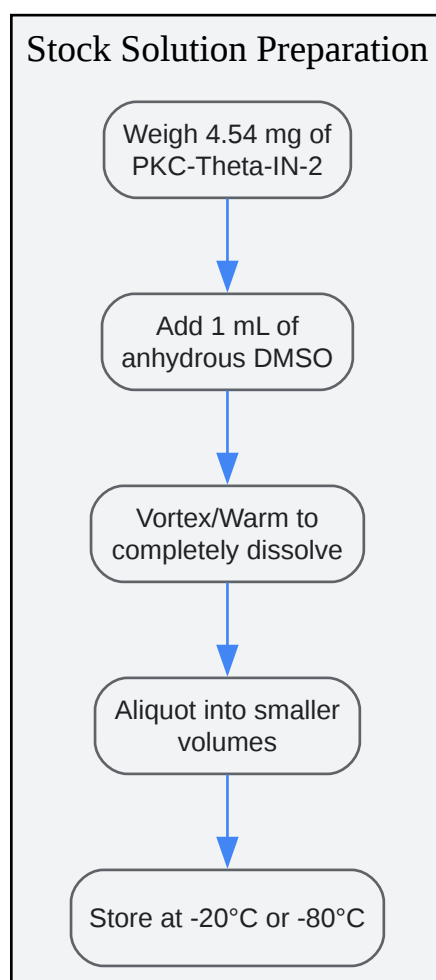 Stock Solution Preparation
Weigh 4.54 mg of
PKC-Theta-IN-2
Add 1 mL of
anhydrous DMSO
Vortex/Warm to
completely dissolve
Aliquot into smaller
volumes
Store at -20°C or -80°C